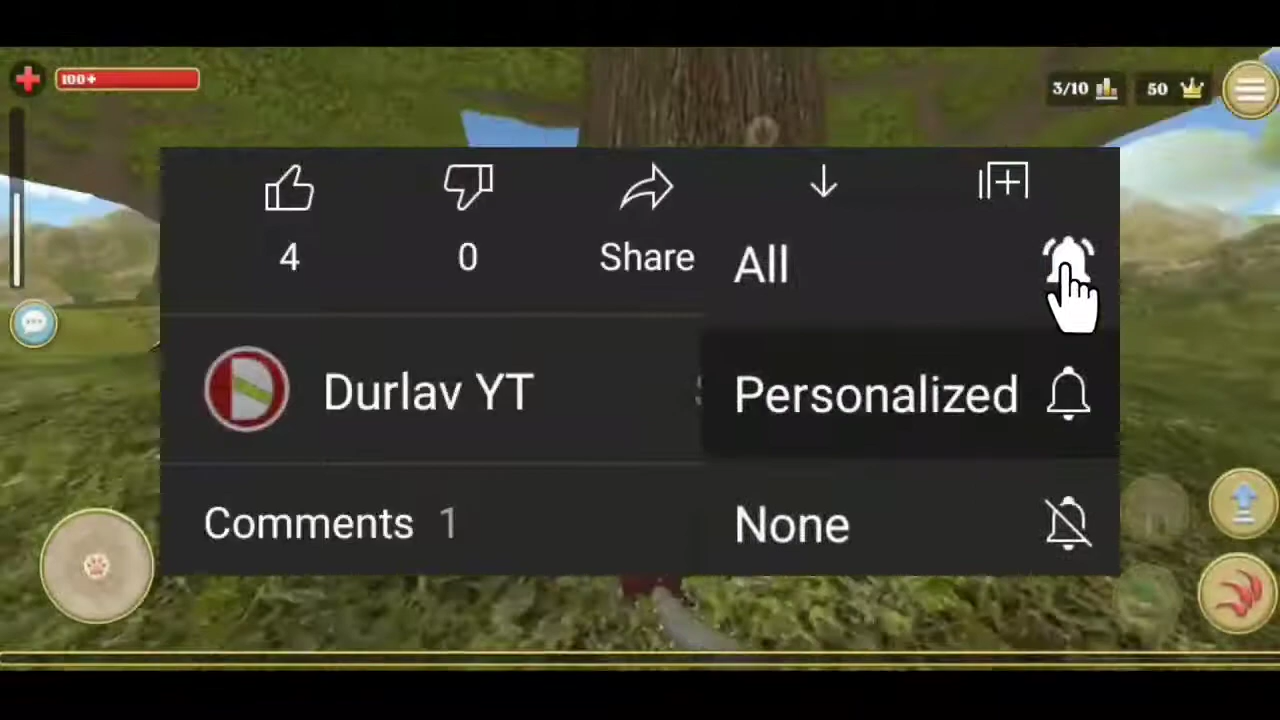 100+
3/10
50
4
0
Share
All
Durlav YT
Personalized
Comments 1
None